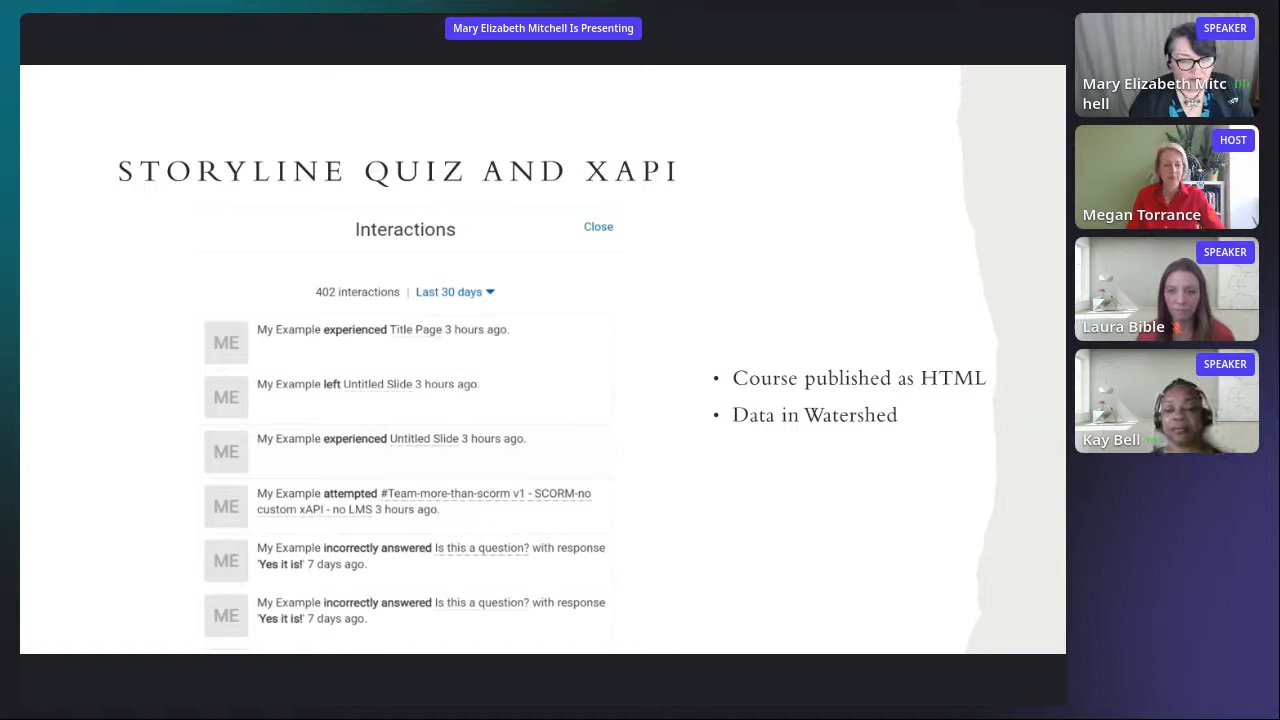 Mary Elizabeth Mitchell Is Presenting
STORYLINE QUIZ AND XAPI
Interactions
Close
402 interactions | Last 30 days
ME
My Example experienced Title Page 3 hours ago.
ME
My Example left Untitled Slide 3 hours ago.
ME
My Example experienced Untitled Slide 3 hours ago.
ME
My Example attempted #Team-more-than-scorm v1 - SCORM-no
custom xAPI - no LMS 3 hours ago.
ME
My Example incorrectly answered Is this a question? with response
'Yes it is!' 7 days ago.
ME
My Example incorrectly answered Is this a question? with response
'Yes it is!' 7 days ago.
• Course published as HTML
• Data in Watershed
SPEAKER
Mary Elizabeth Mitc
hell
HOST
Megan Torrance
SPEAKER
Laura Bible
SPEAKER
Kay Bell